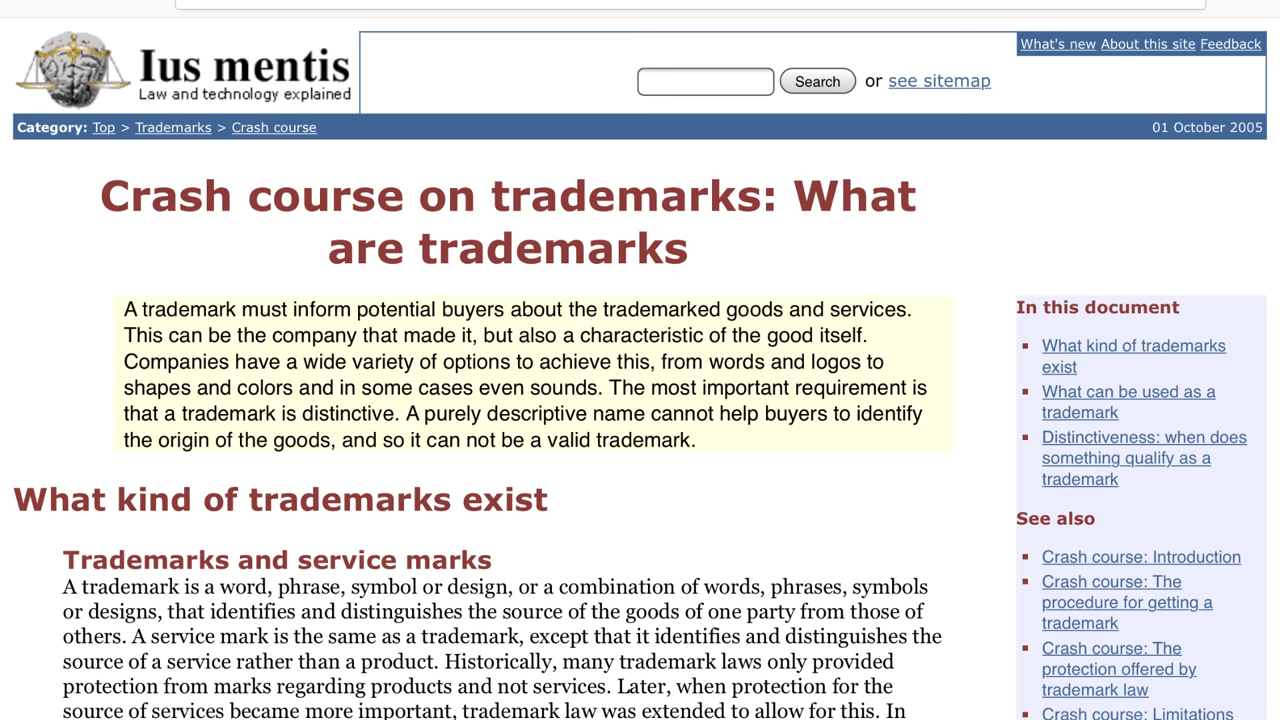 Ius mentis
Law and technology explained
Search or see sitemap
What's new About this site Feedback
Category: Top > Trademarks > Crash course
01 October 2005
Crash course on trademarks: What
are trademarks
A trademark must inform potential buyers about the trademarked goods and services.
This can be the company that made it, but also a characteristic of the good itself.
Companies have a wide variety of options to achieve this, from words and logos to
shapes and colors and in some cases even sounds. The most important requirement is
that a trademark is distinctive. A purely descriptive name cannot help buyers to identify
the origin of the goods, and so it can not be a valid trademark.
What kind of trademarks exist
Trademarks and service marks
A trademark is a word, phrase, symbol or design, or a combination of words, phrases, symbols
or designs, that identifies and distinguishes the source of the goods of one party from those of
others. A service mark is the same as a trademark, except that it identifies and distinguishes the
source of a service rather than a product. Historically, many trademark laws only provided
protection from marks regarding products and not services. Later, when protection for the
source of services became more important, trademark law was extended to allow for this. In
In this document
What kind of trademarks
exist
What can be used as a
trademark
Distinctiveness: when does
something qualify as a
trademark
See also
Crash course: Introduction
Crash course: The
procedure for getting a
trademark
Crash course: The
protection offered by
trademark law
Crash course: Limitations